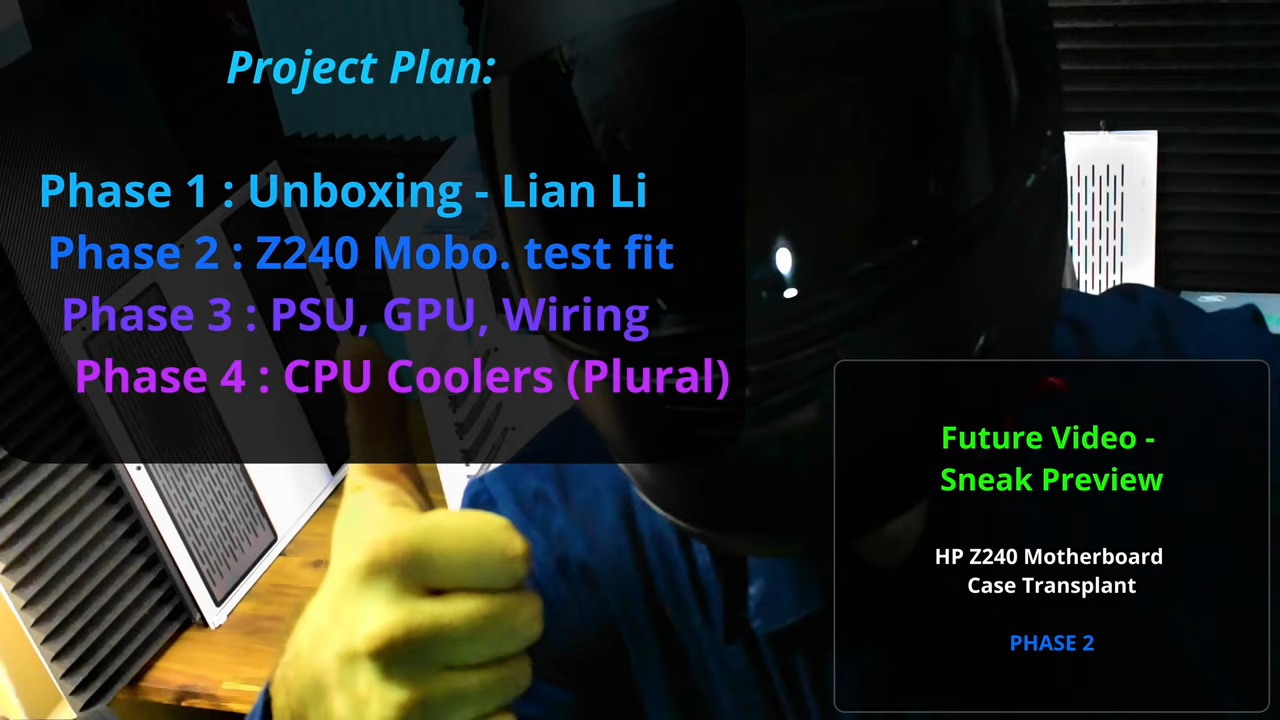 Project Plan:
Phase 1 : Unboxing - Lian Li
Phase 2 : Z240 Mobo. test fit
Phase 3 : PSU, GPU, Wiring
Phase 4 : CPU Coolers (Plural)
Future Video -
Sneak Preview
HP Z240 Motherboard
Case Transplant
PHASE 2